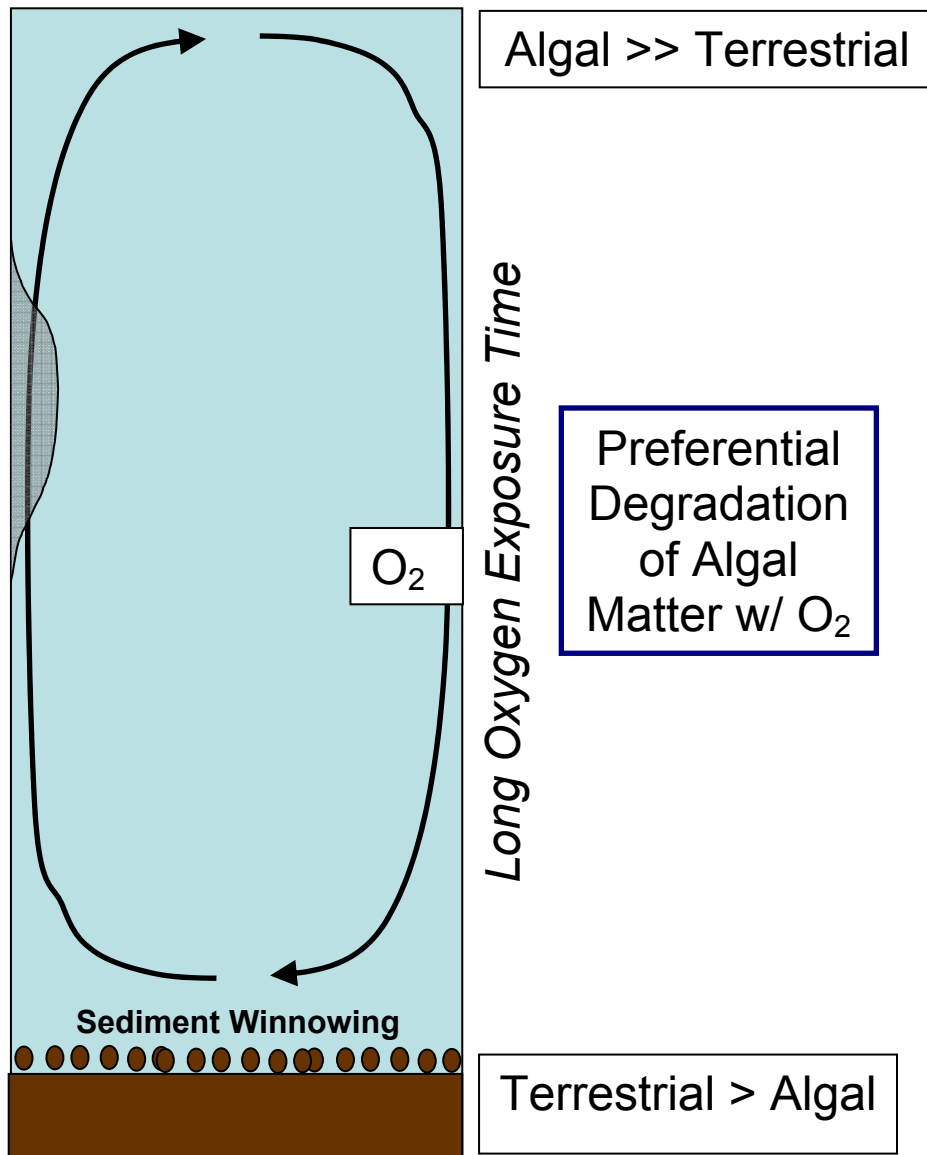 Algal >> Terrestrial
Long Oxygen Exposure Time
Preferential
Degradation
of Algal
Matter w/ O₂
O₂
Sediment Winnowing
Terrestrial > Algal